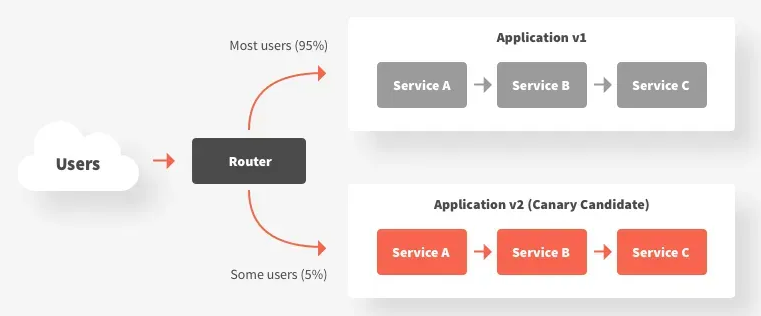 Most users (95%)
Application v1
Service A
Service B
Service C
Users
Router
Application v2 (Canary Candidate)
Service A
Service B
Service C
Some users (5%)